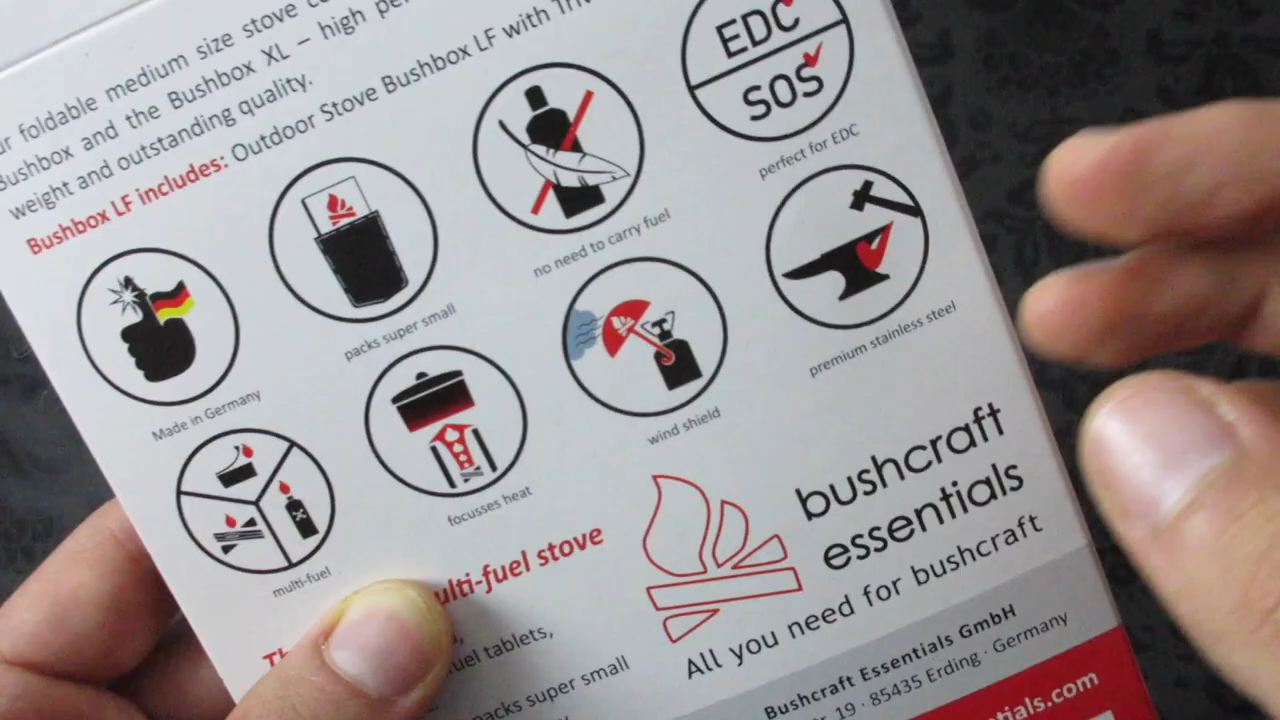 foldable medium size stove
Bushbox and the Bushbox XL – high
weight and outstanding quality.
Bushbox LF includes: Outdoor Stove Bushbox LF with
EDC
SOS
perfect for EDC
no need to carry fuel
packs super small
Made in Germany
premium stainless steel
wind shield
focusses heat
multi-fuel
ulti-fuel stove
tablets,
packs super small
bushcraft
essentials
All you need for bushcraft
Bushcraft Essentials GmbH
19 · 85435 Erding · Germany
tials.com